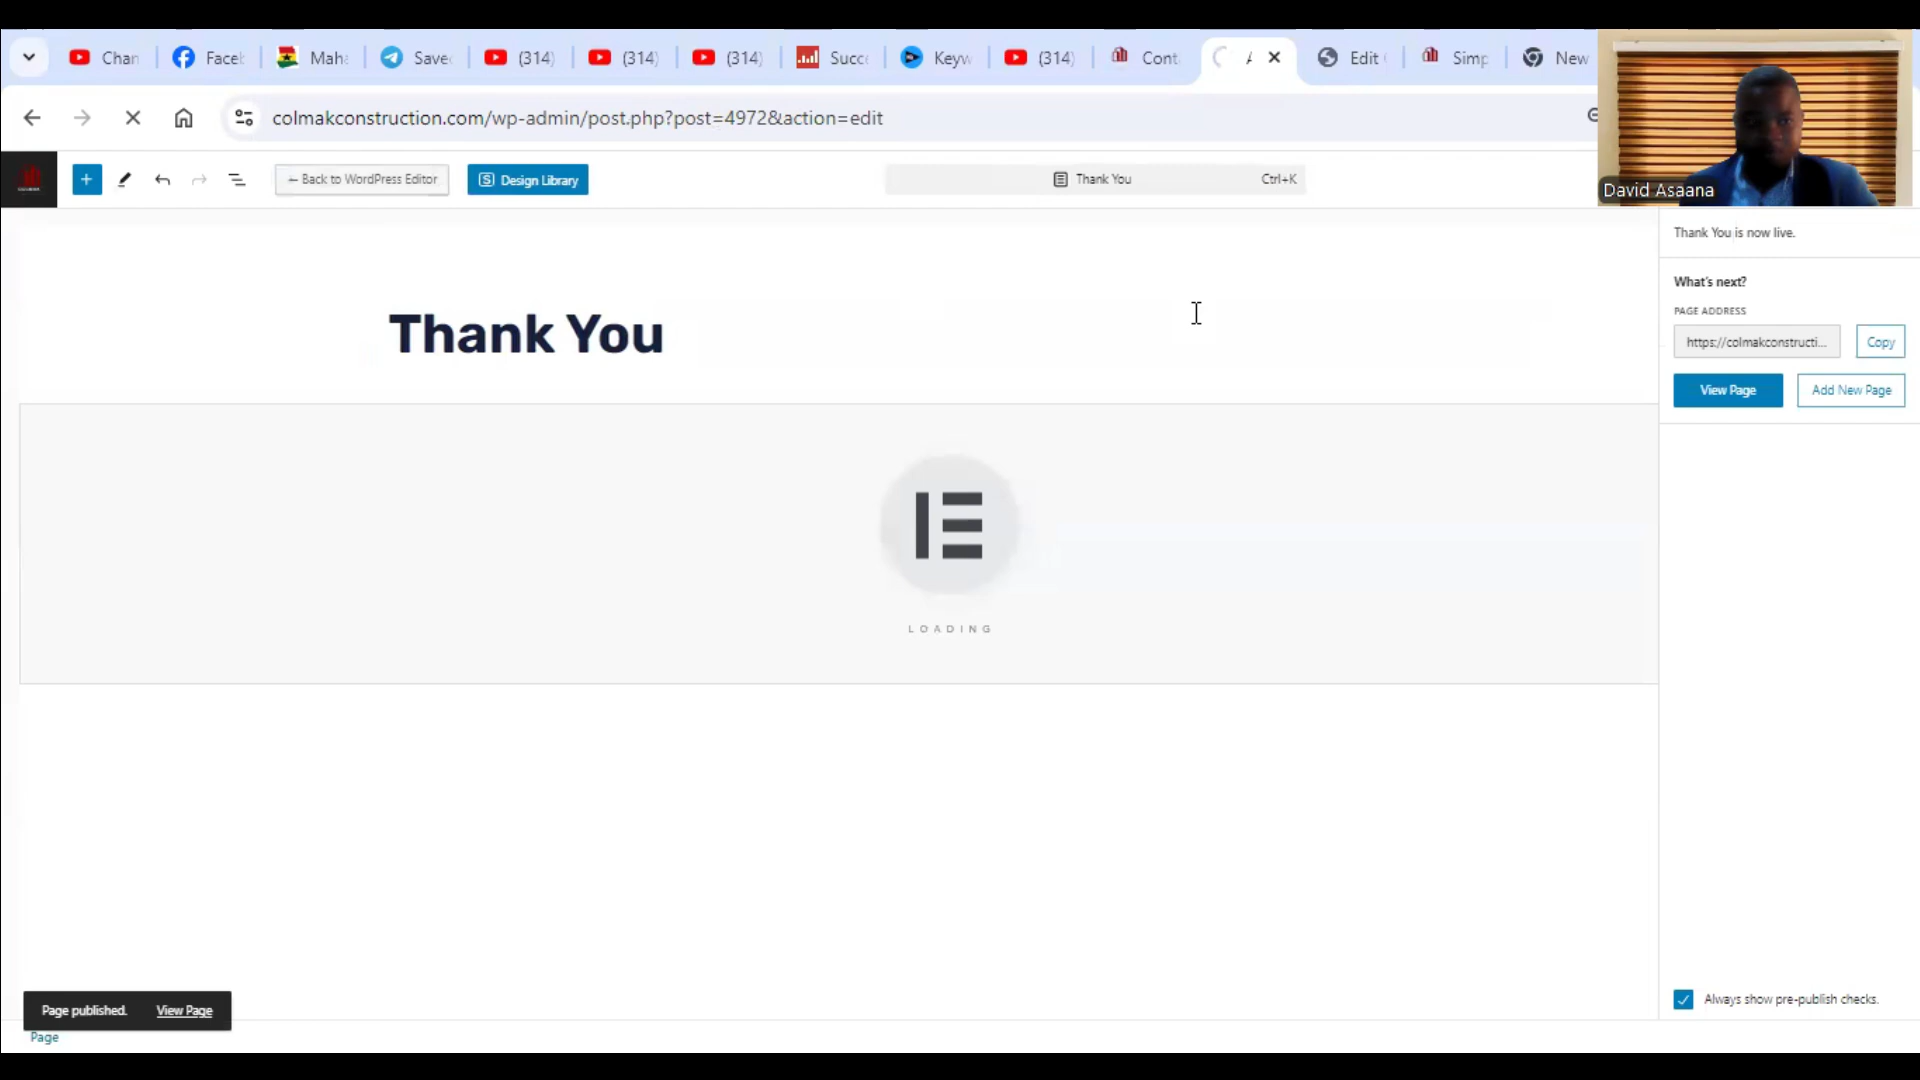 Chan
Facel
Mah
Save
(314)
(314)
(314)
Succ
Keyw
(314)
Cont
Edit
Simp
New
colmakconstruction.com/wp-admin/post.php?post=4972&action=edit
David Asaana
+
← Back to WordPress Editor
Design Library
Thank You
Ctrl+K
Thank You is now live.
What's next?
PAGE ADDRESS
https://colmakconstructi...
Copy
View Page
Add New Page
Thank You
LOADING
Always show pre-publish checks.
Page published.
View Page
Page